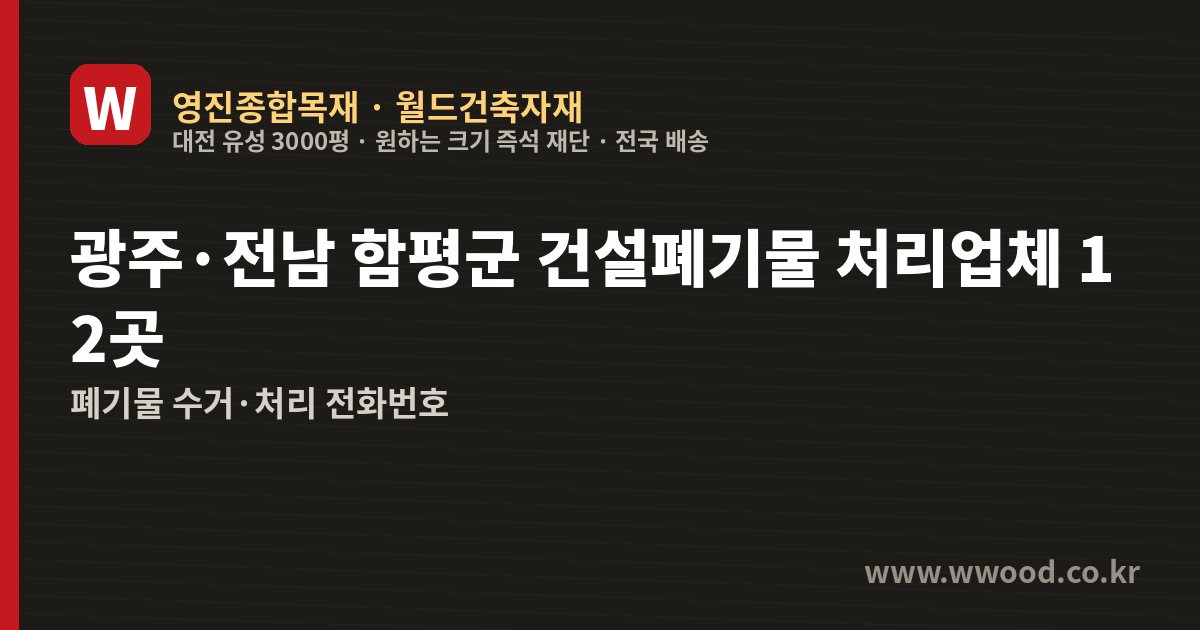 W
영진종합목재 · 월드건축자재
대전 유성 3000평 · 원하는 크기 즉석 재단 · 전국 배송
광주·전남 함평군 건설폐기물 처리업체 1
2곳
폐기물 수거·처리 전화번호
www.wwood.co.kr